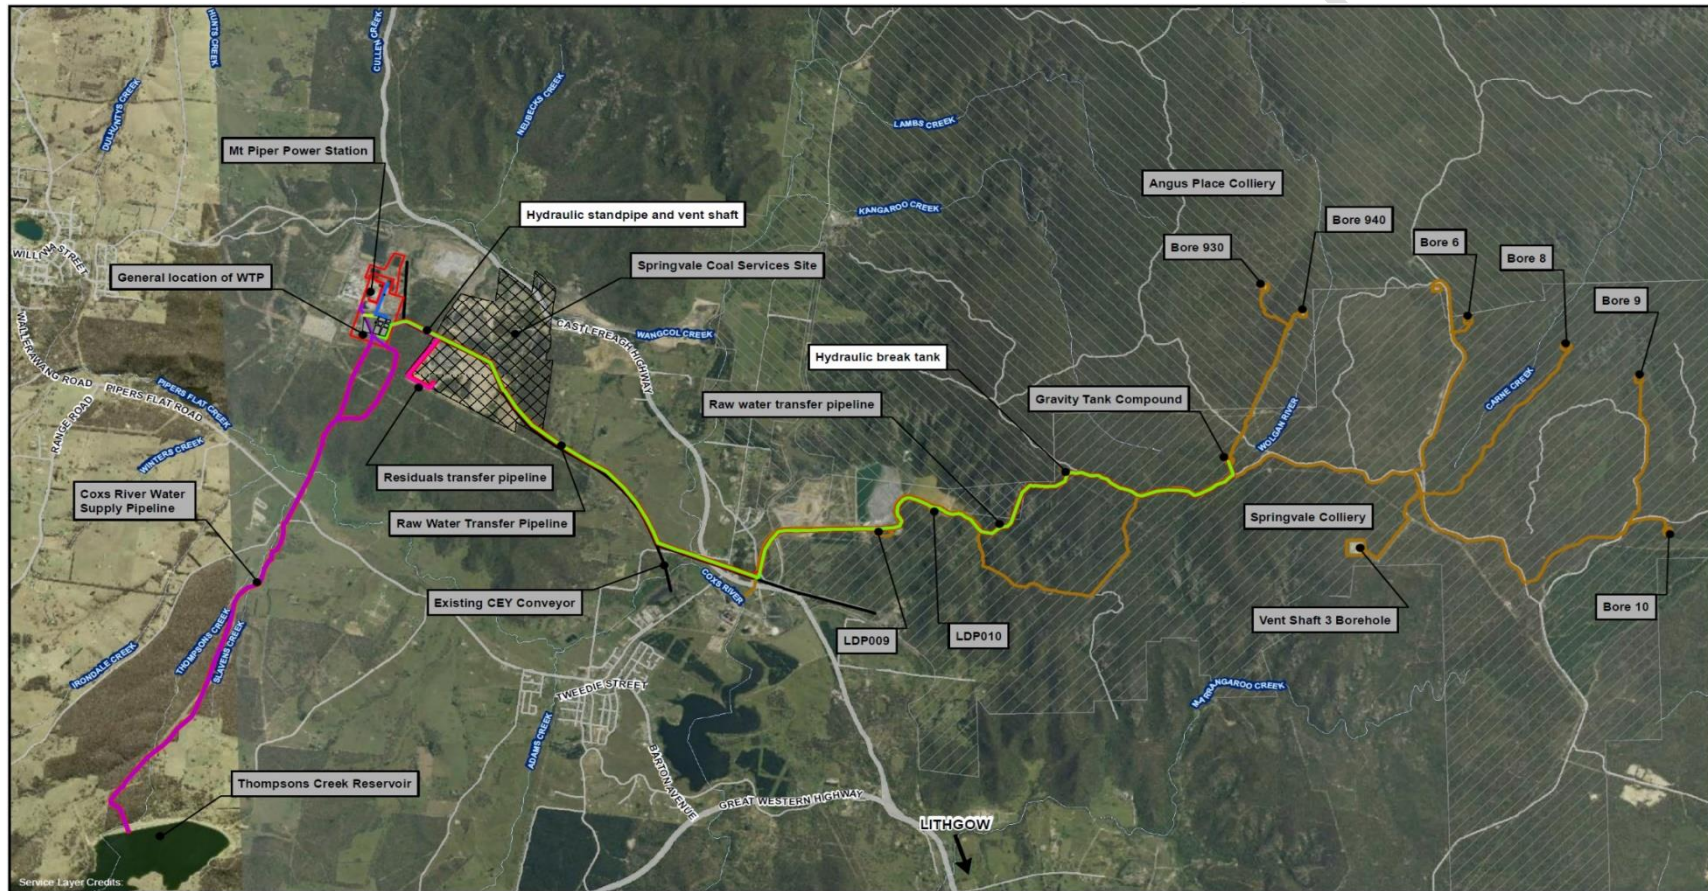 HUNTS CREEK
CULLEN CREEK
DULHUNTYS CREEK
NEUBECKS CREEK
LAMBS CREEK
Mt Piper Power Station
Angus Place Colliery
KANGAROO CREEK
Hydraulic standpipe and vent shaft
Bore 940
Bore 930
Bore 6
Bore 8
STREET
General location of WTP
Springvale Coal Services Site
Bore 9
CASTLEREAGH HIGHWAY
WANGCOL CREEK
Hydraulic break tank
WALLERAWANG ROAD
PIPERS FLAT ROAD
PIPERS FLAT CREEK
RANGE ROAD
WINTERS CREEK
Raw water transfer pipeline
Gravity Tank Compound
WOLGAN RIVER
CARNE CREEK
Residuals transfer pipeline
Coxs River Water
Supply Pipeline
Raw Water Transfer Pipeline
Springvale Colliery
COXS RIVER
Existing CEY Conveyor
LDP009
LDP010
Vent Shaft 3 Borehole
Bore 10
IRONDALE CREEK
THOMPSONS CREEK
SLAVENS CREEK
TWEEDIE STREET
MARRANGAROO CREEK
ADAMS CREEK
BARTON AVENUE
Thompsons Creek Reservoir
GREAT WESTERN HIGHWAY
LITHGOW
Service Layer Credits: